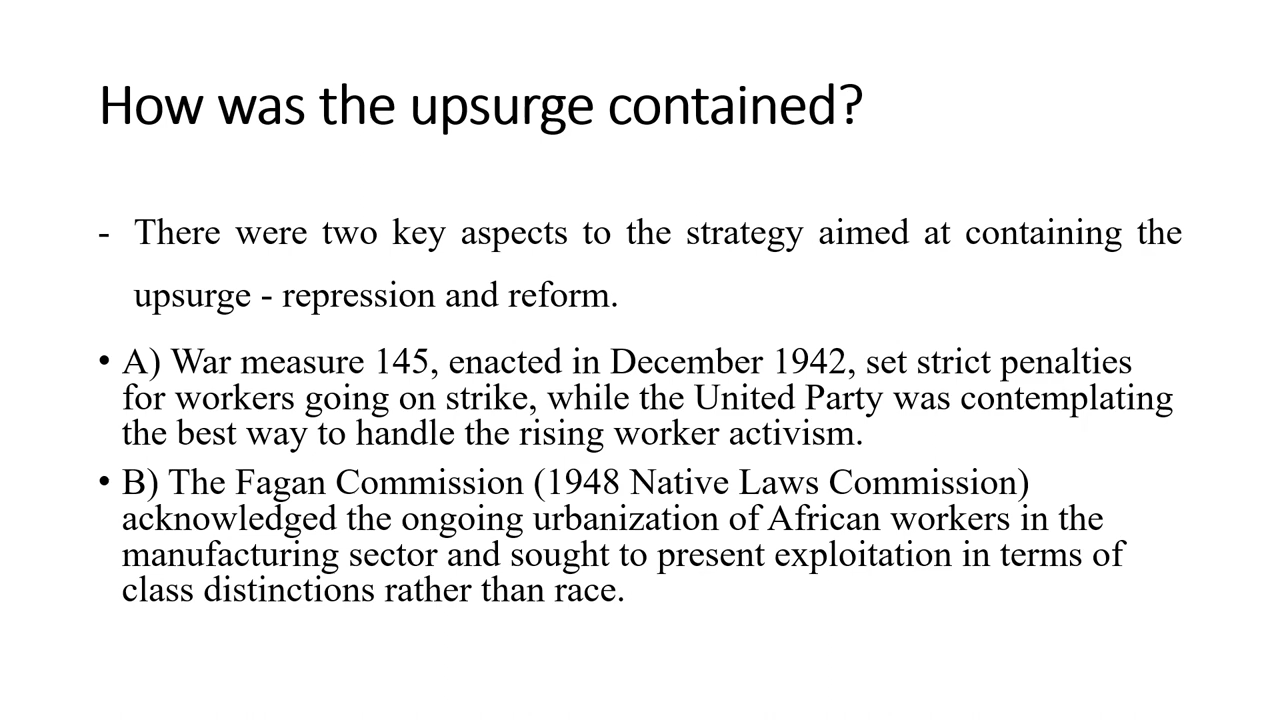 How was the upsurge contained?
- There were two key aspects to the strategy aimed at containing the
upsurge - repression and reform.
• A) War measure 145, enacted in December 1942, set strict penalties
for workers going on strike, while the United Party was contemplating
the best way to handle the rising worker activism.
• B) The Fagan Commission (1948 Native Laws Commission)
acknowledged the ongoing urbanization of African workers in the
manufacturing sector and sought to present exploitation in terms of
class distinctions rather than race.